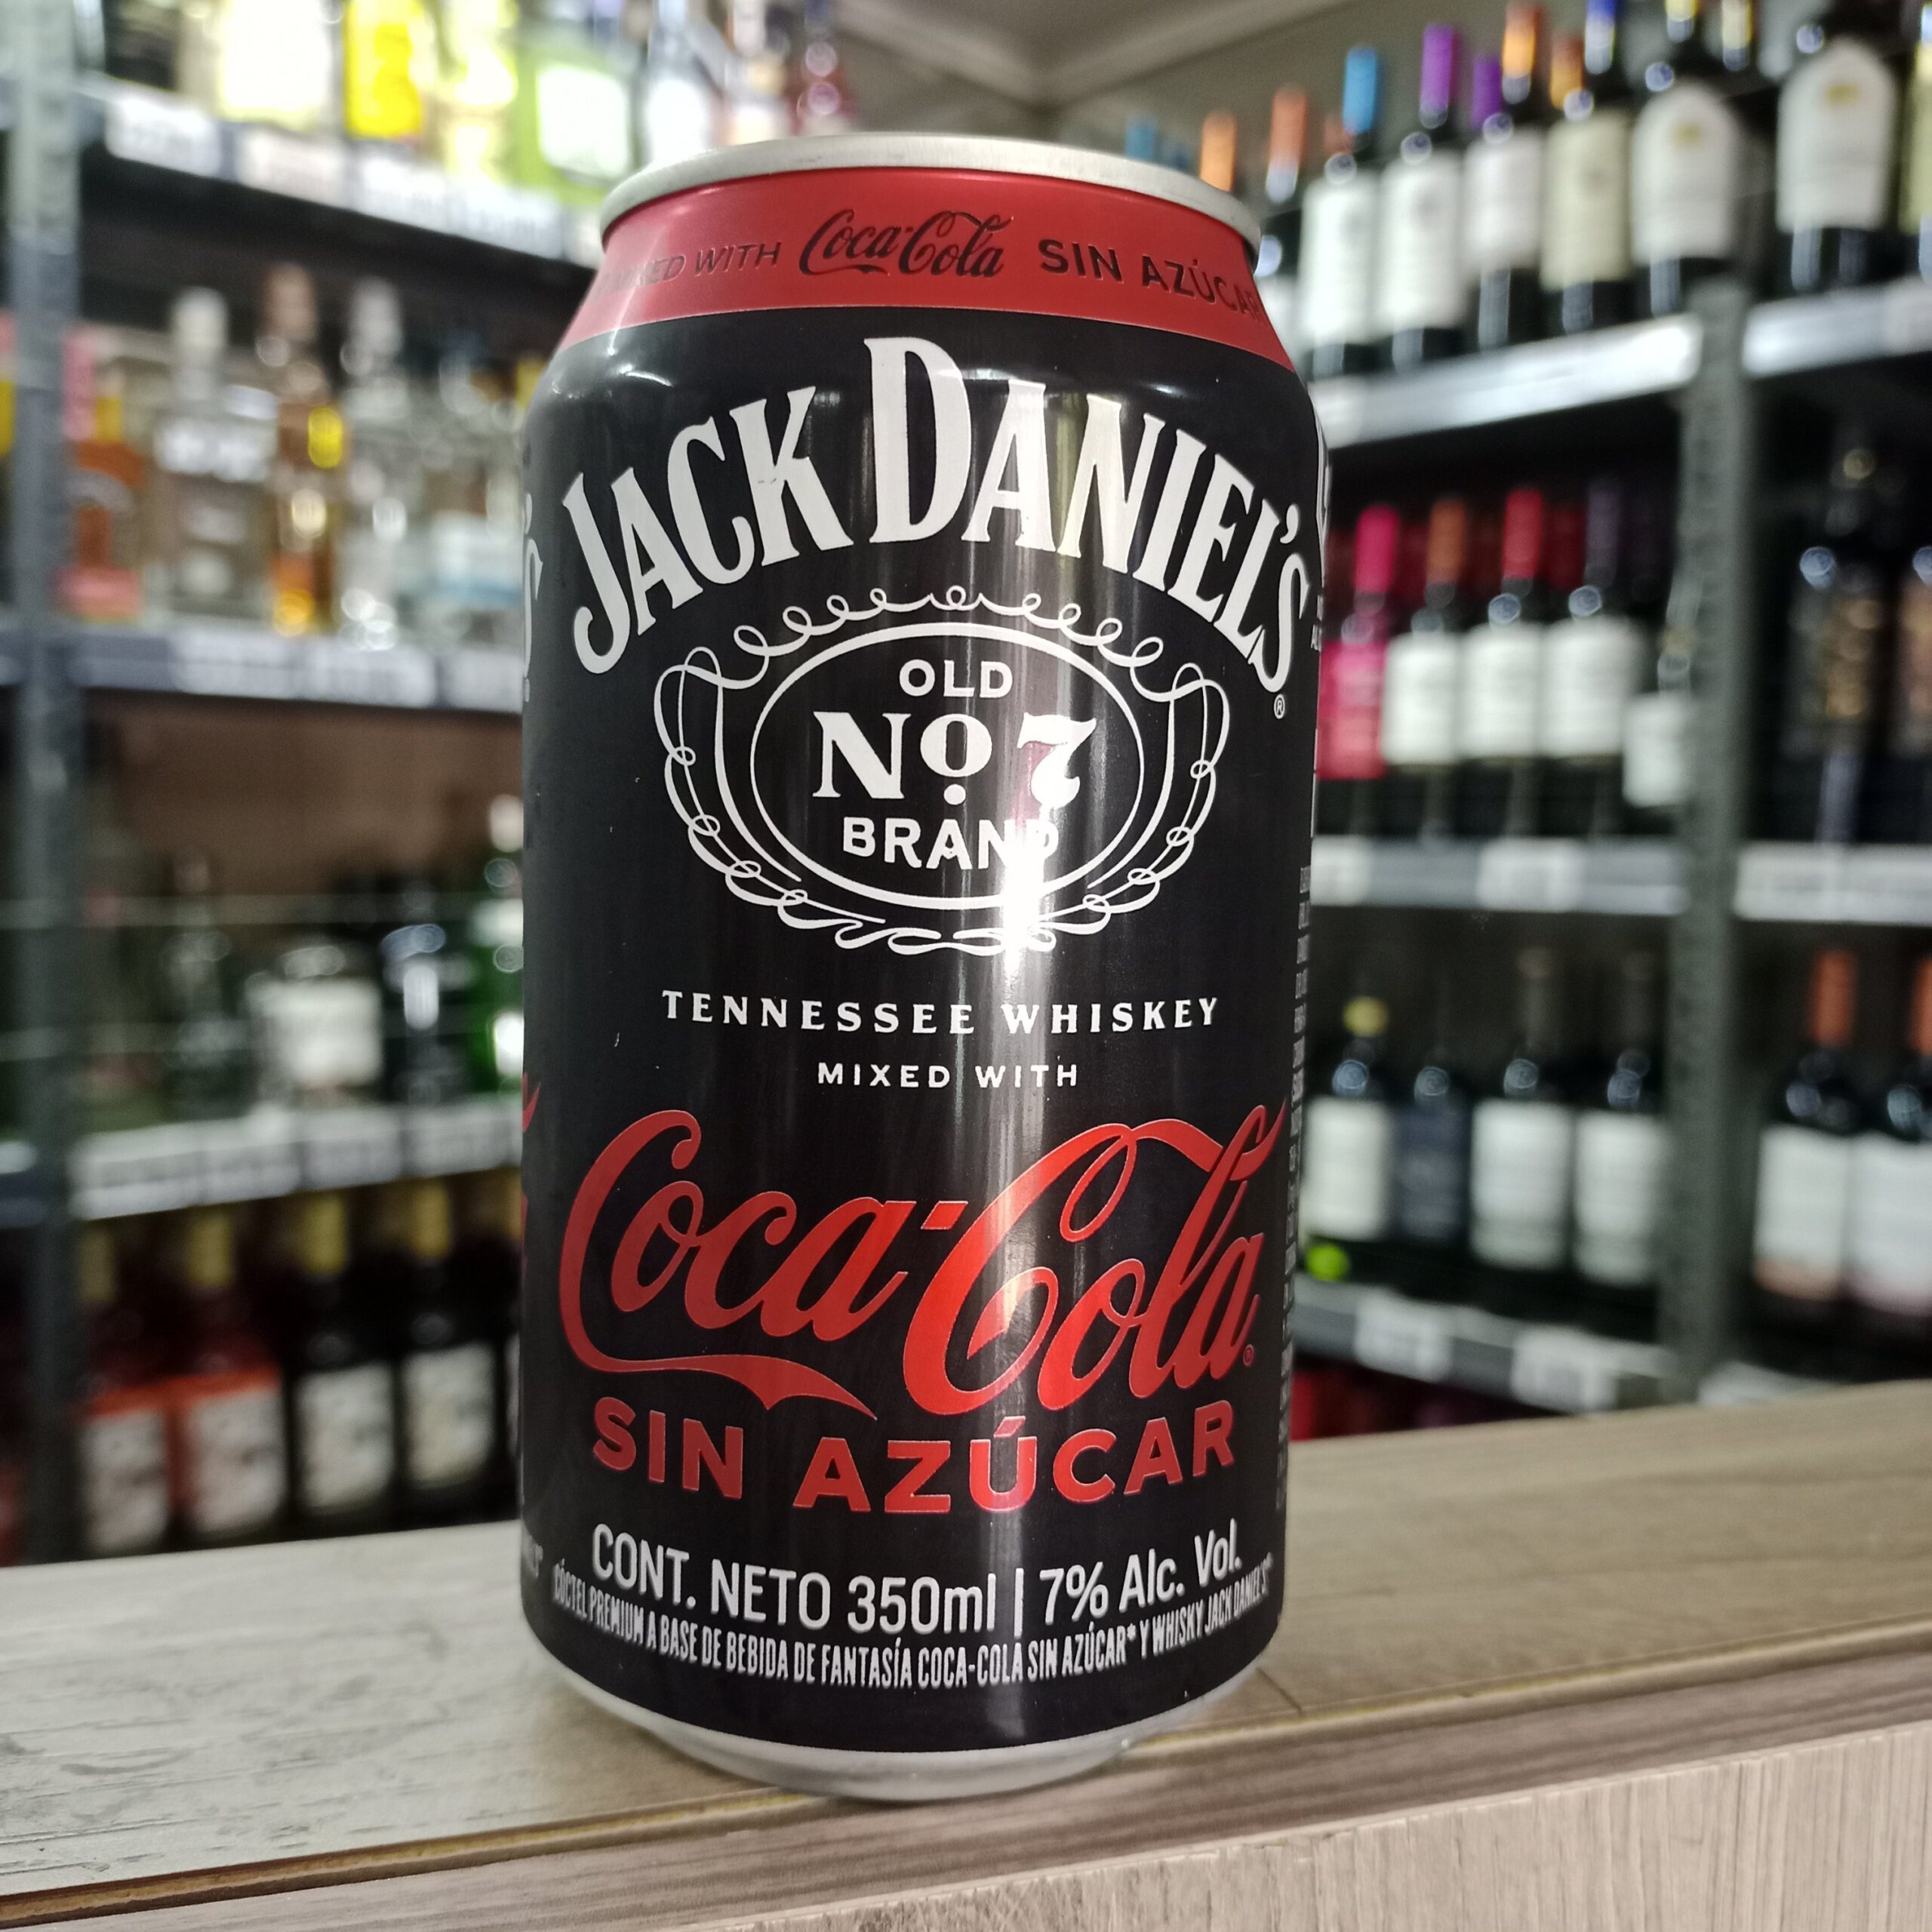 MIXED WITH Coca-Cola SIN AZÚCAR
JACK DANIEL'S
®
OLD
Nº 7
BRAND
TENNESSEE WHISKEY
MIXED WITH
Coca-Cola®
SIN AZÚCAR
CONT. NETO 350ml | 7% Alc. Vol.
CÓCTEL PREMIUM A BASE DE BEBIDA DE FANTASÍA COCA-COLA SIN AZÚCAR* Y WHISKY JACK DANIEL'S®